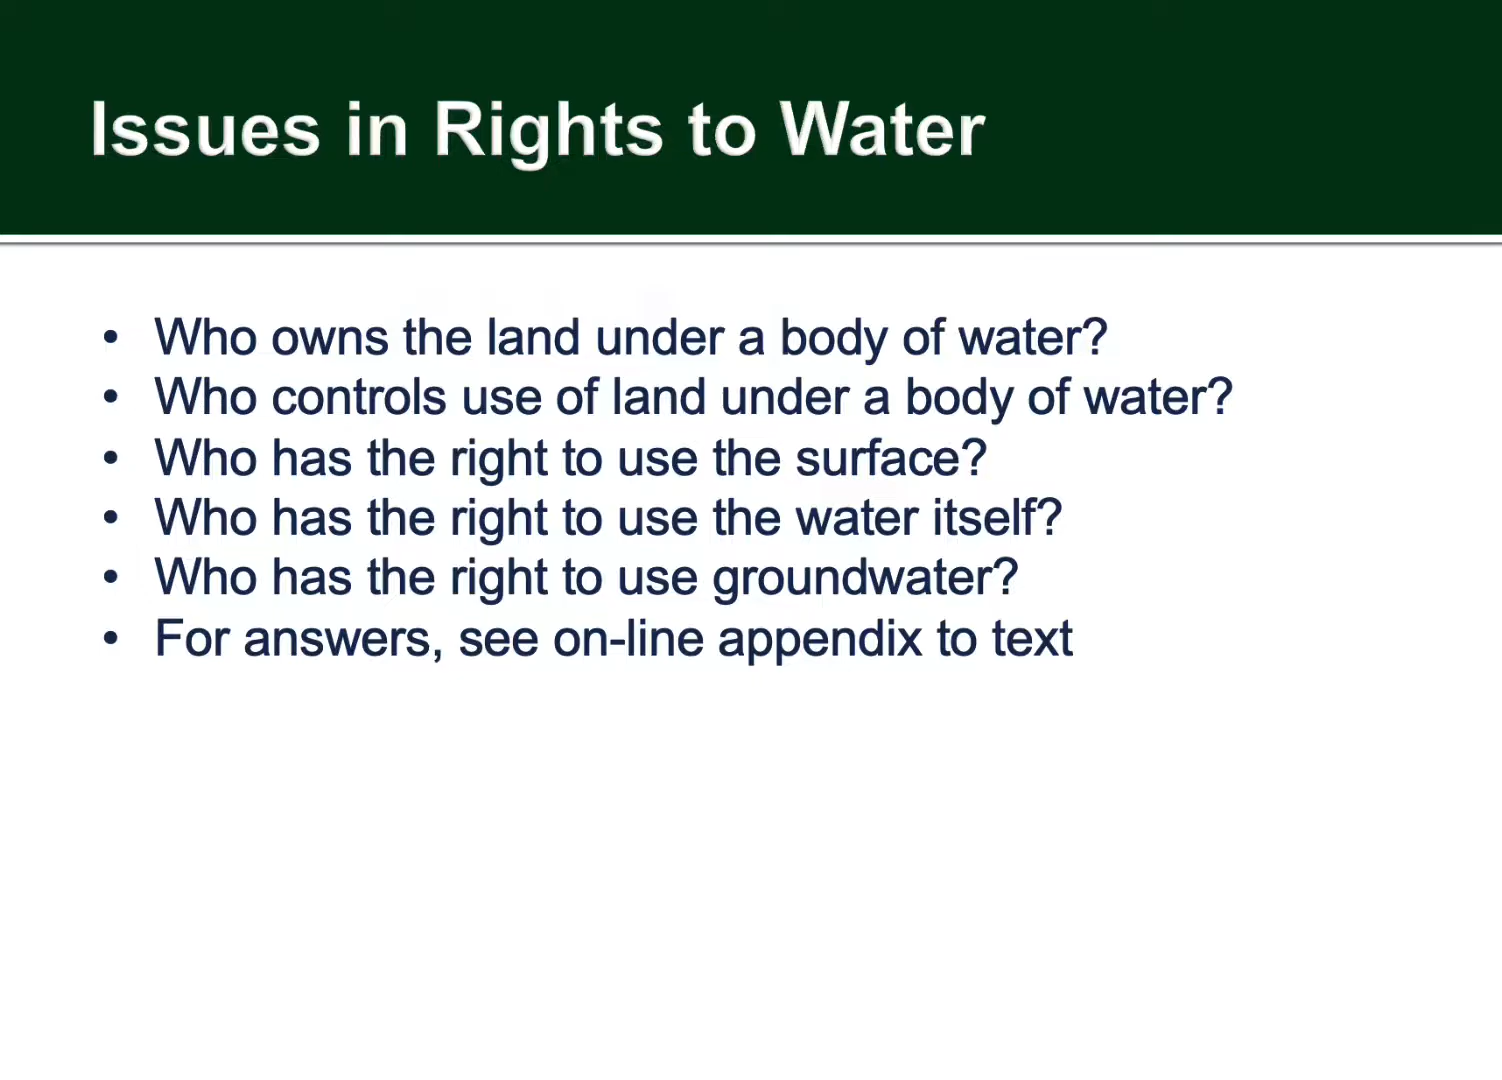 Issues in Rights to Water
• Who owns the land under a body of water?
• Who controls use of land under a body of water?
• Who has the right to use the surface?
• Who has the right to use the water itself?
• Who has the right to use groundwater?
• For answers, see on-line appendix to text